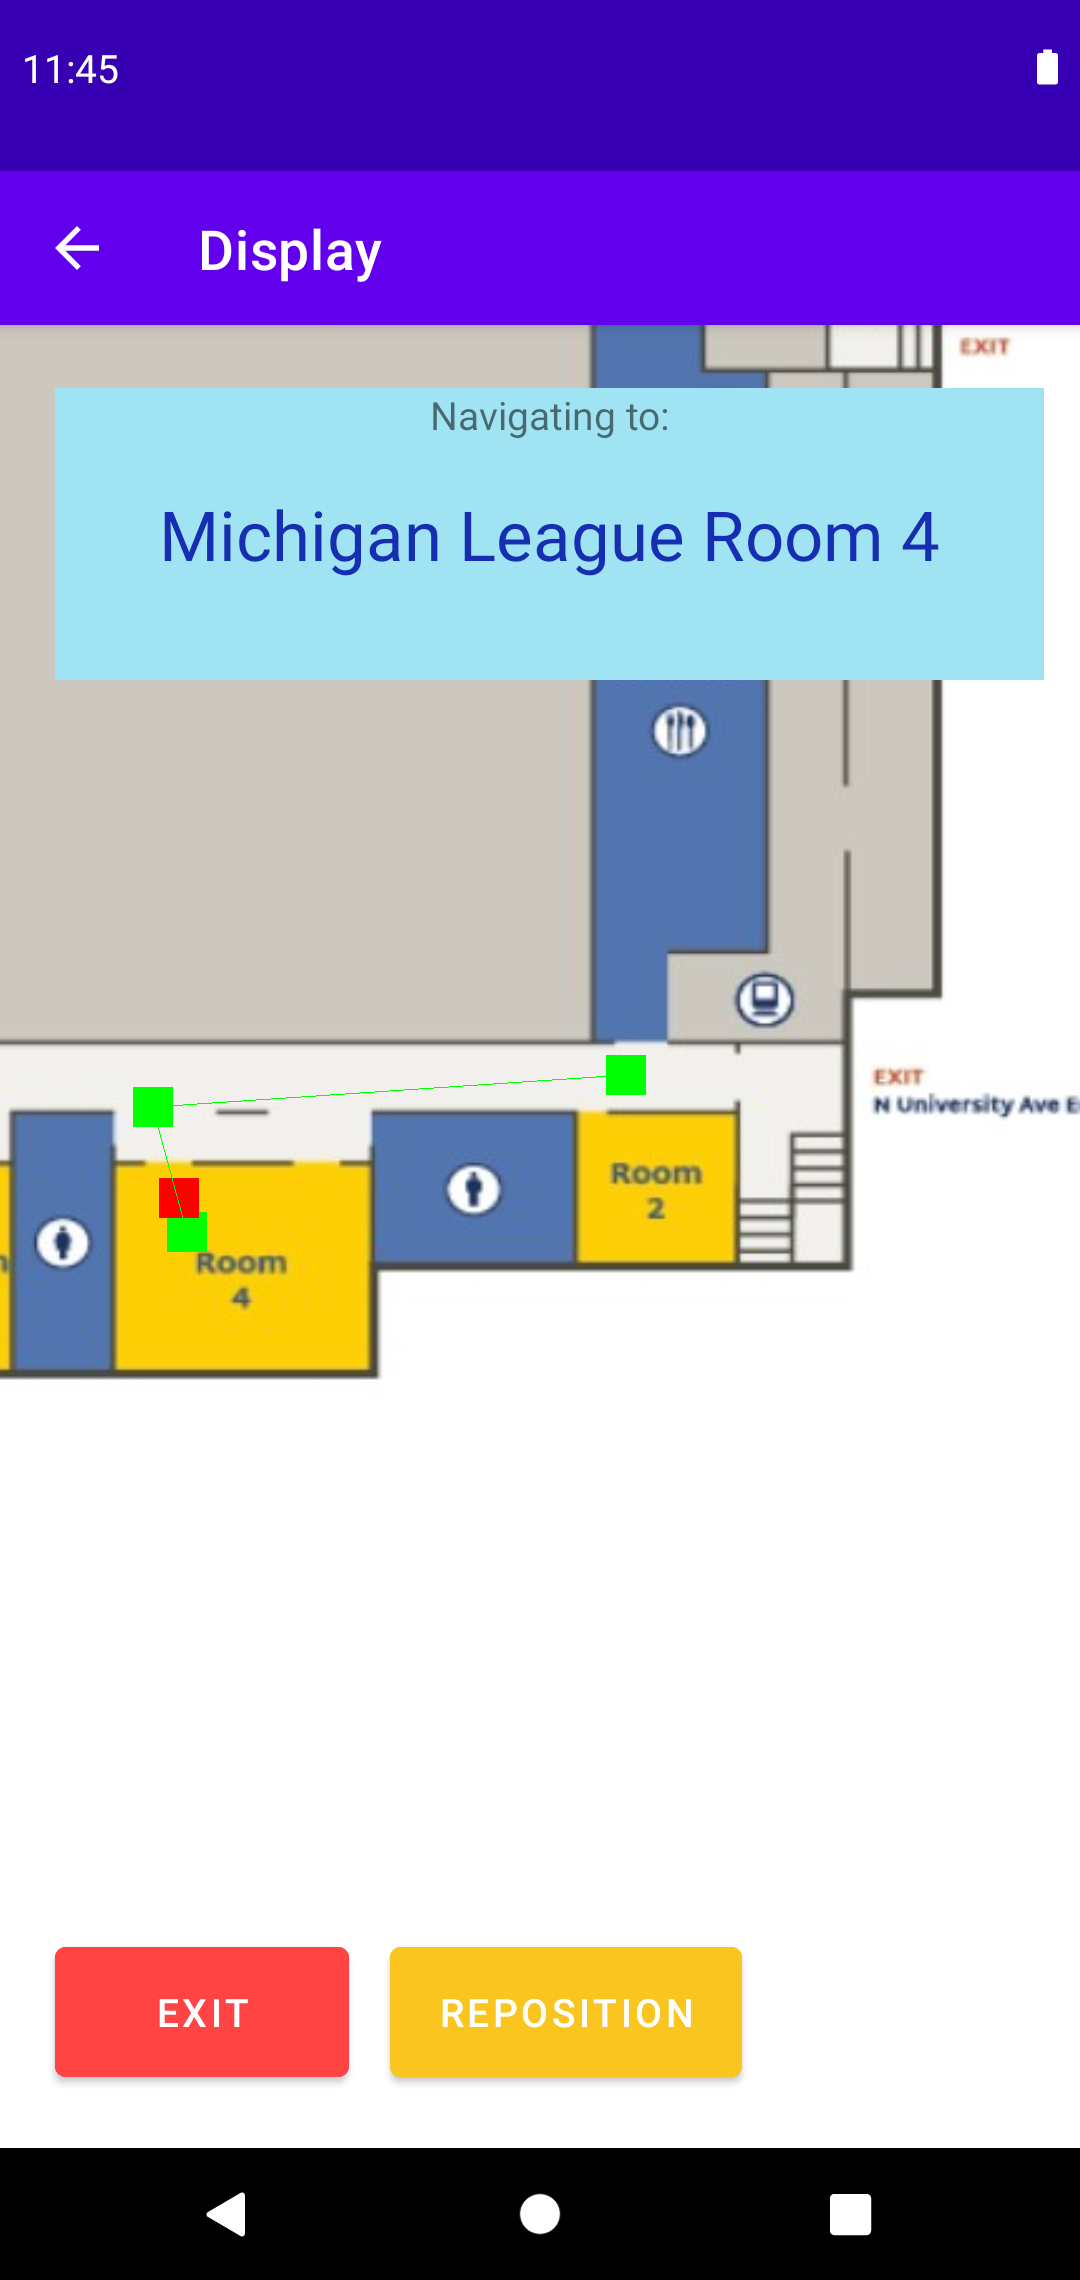 11:45
Display
EXIT
Navigating to:
Michigan League Room 4
EXIT
N University Ave
Room
2
Room
4
EXIT
REPOSITION